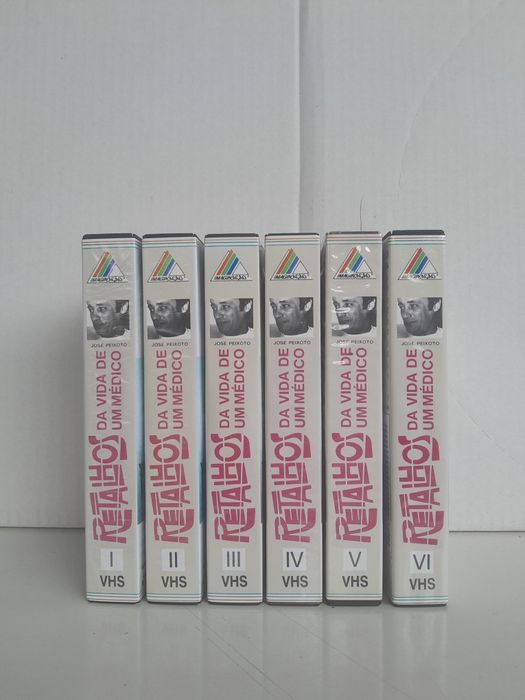 JOSÉ PEIXOTO
RETALHOS
DA VIDA DE
UM MÉDICO
I
VHS
JOSÉ PEIXOTO
RETALHOS
DA VIDA DE
UM MÉDICO
II
VHS
JOSÉ PEIXOTO
RETALHOS
DA VIDA DE
UM MÉDICO
III
VHS
JOSÉ PEIXOTO
RETALHOS
DA VIDA DE
UM MÉDICO
IV
VHS
JOSÉ PEIXOTO
RETALHOS
DA VIDA DE
UM MÉDICO
V
VHS
JOSÉ PEIXOTO
RETALHOS
DA VIDA DE
UM MÉDICO
VI
VHS